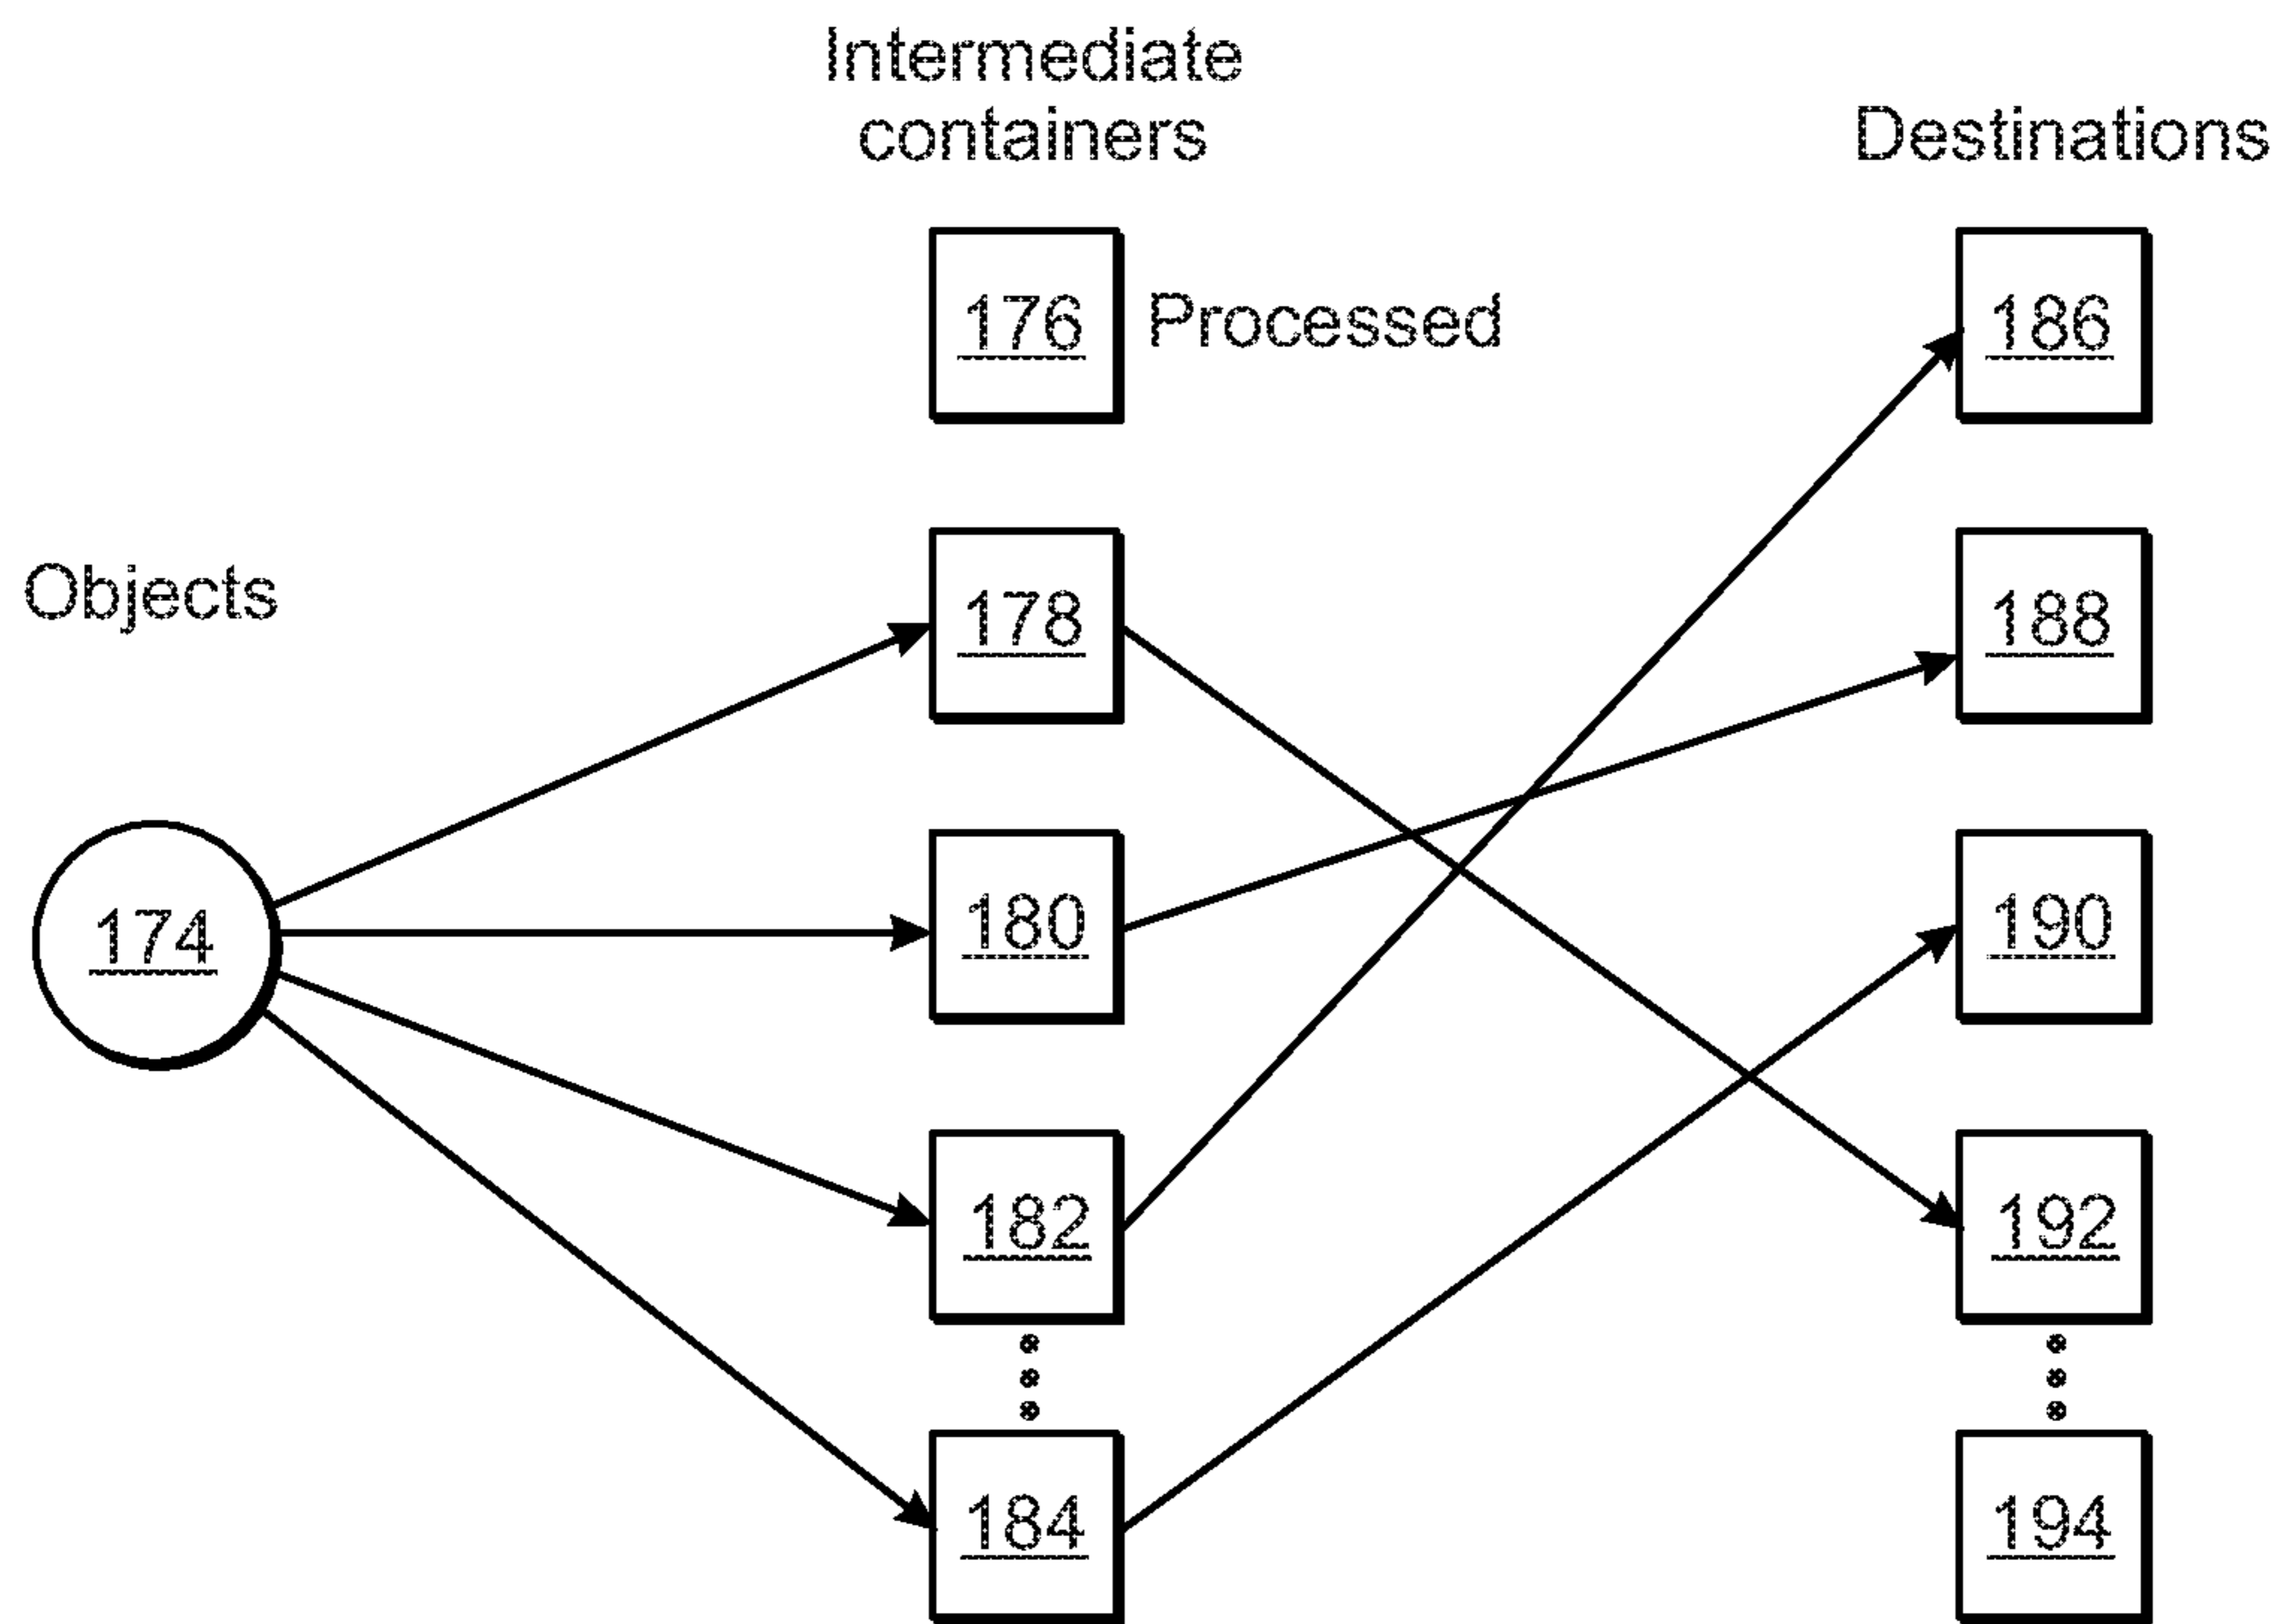 Intermediate
containers
Destinations
176 Processed
186
Objects
178
188
174
180
190
182
192
184
194